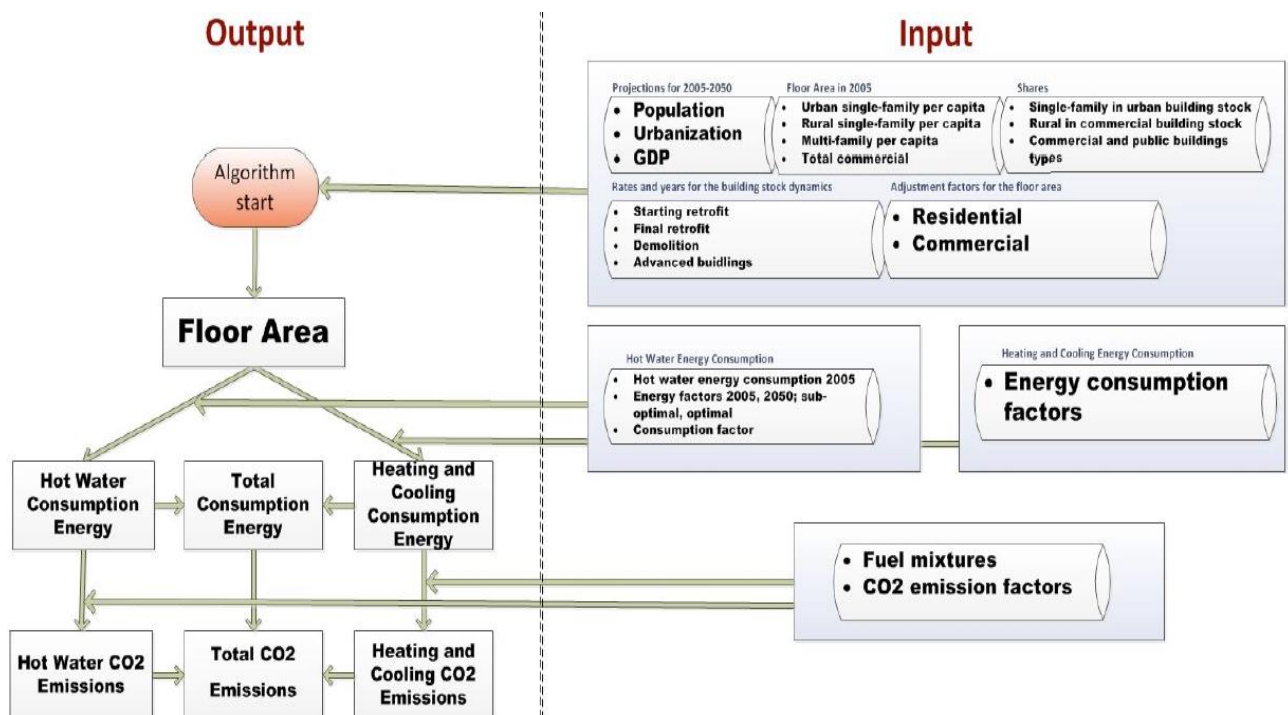 Output
Input
Algorithm
start
Floor Area
Hot Water
Consumption
Energy
Total
Consumption
Energy
Heating and
Cooling
Consumption
Energy
Hot Water CO2
Emissions
Total CO2
Emissions
Heating and
Cooling CO2
Emissions
Projections for 2005-2050
• Population
• Urbanization
• GDP
Floor Area in 2005
• Urban single-family per capita
• Rural single-family per capita
• Multi-family per capita
• Total commercial
Shares
• Single-family in urban building stock
• Rural in commercial building stock
• Commercial and public buildings
types
Rates and years for the building stock dynamics
• Starting retrofit
• Final retrofit
• Demolition
• Advanced buidlings
Adjustment factors for the floor area
• Residential
• Commercial
Hot Water Energy Consumption
• Hot water energy consumption 2005
• Energy factors 2005, 2050; sub-
optimal, optimal
• Consumption factor
Heating and Cooling Energy Consumption
• Energy consumption
factors
• Fuel mixtures
• CO2 emission factors